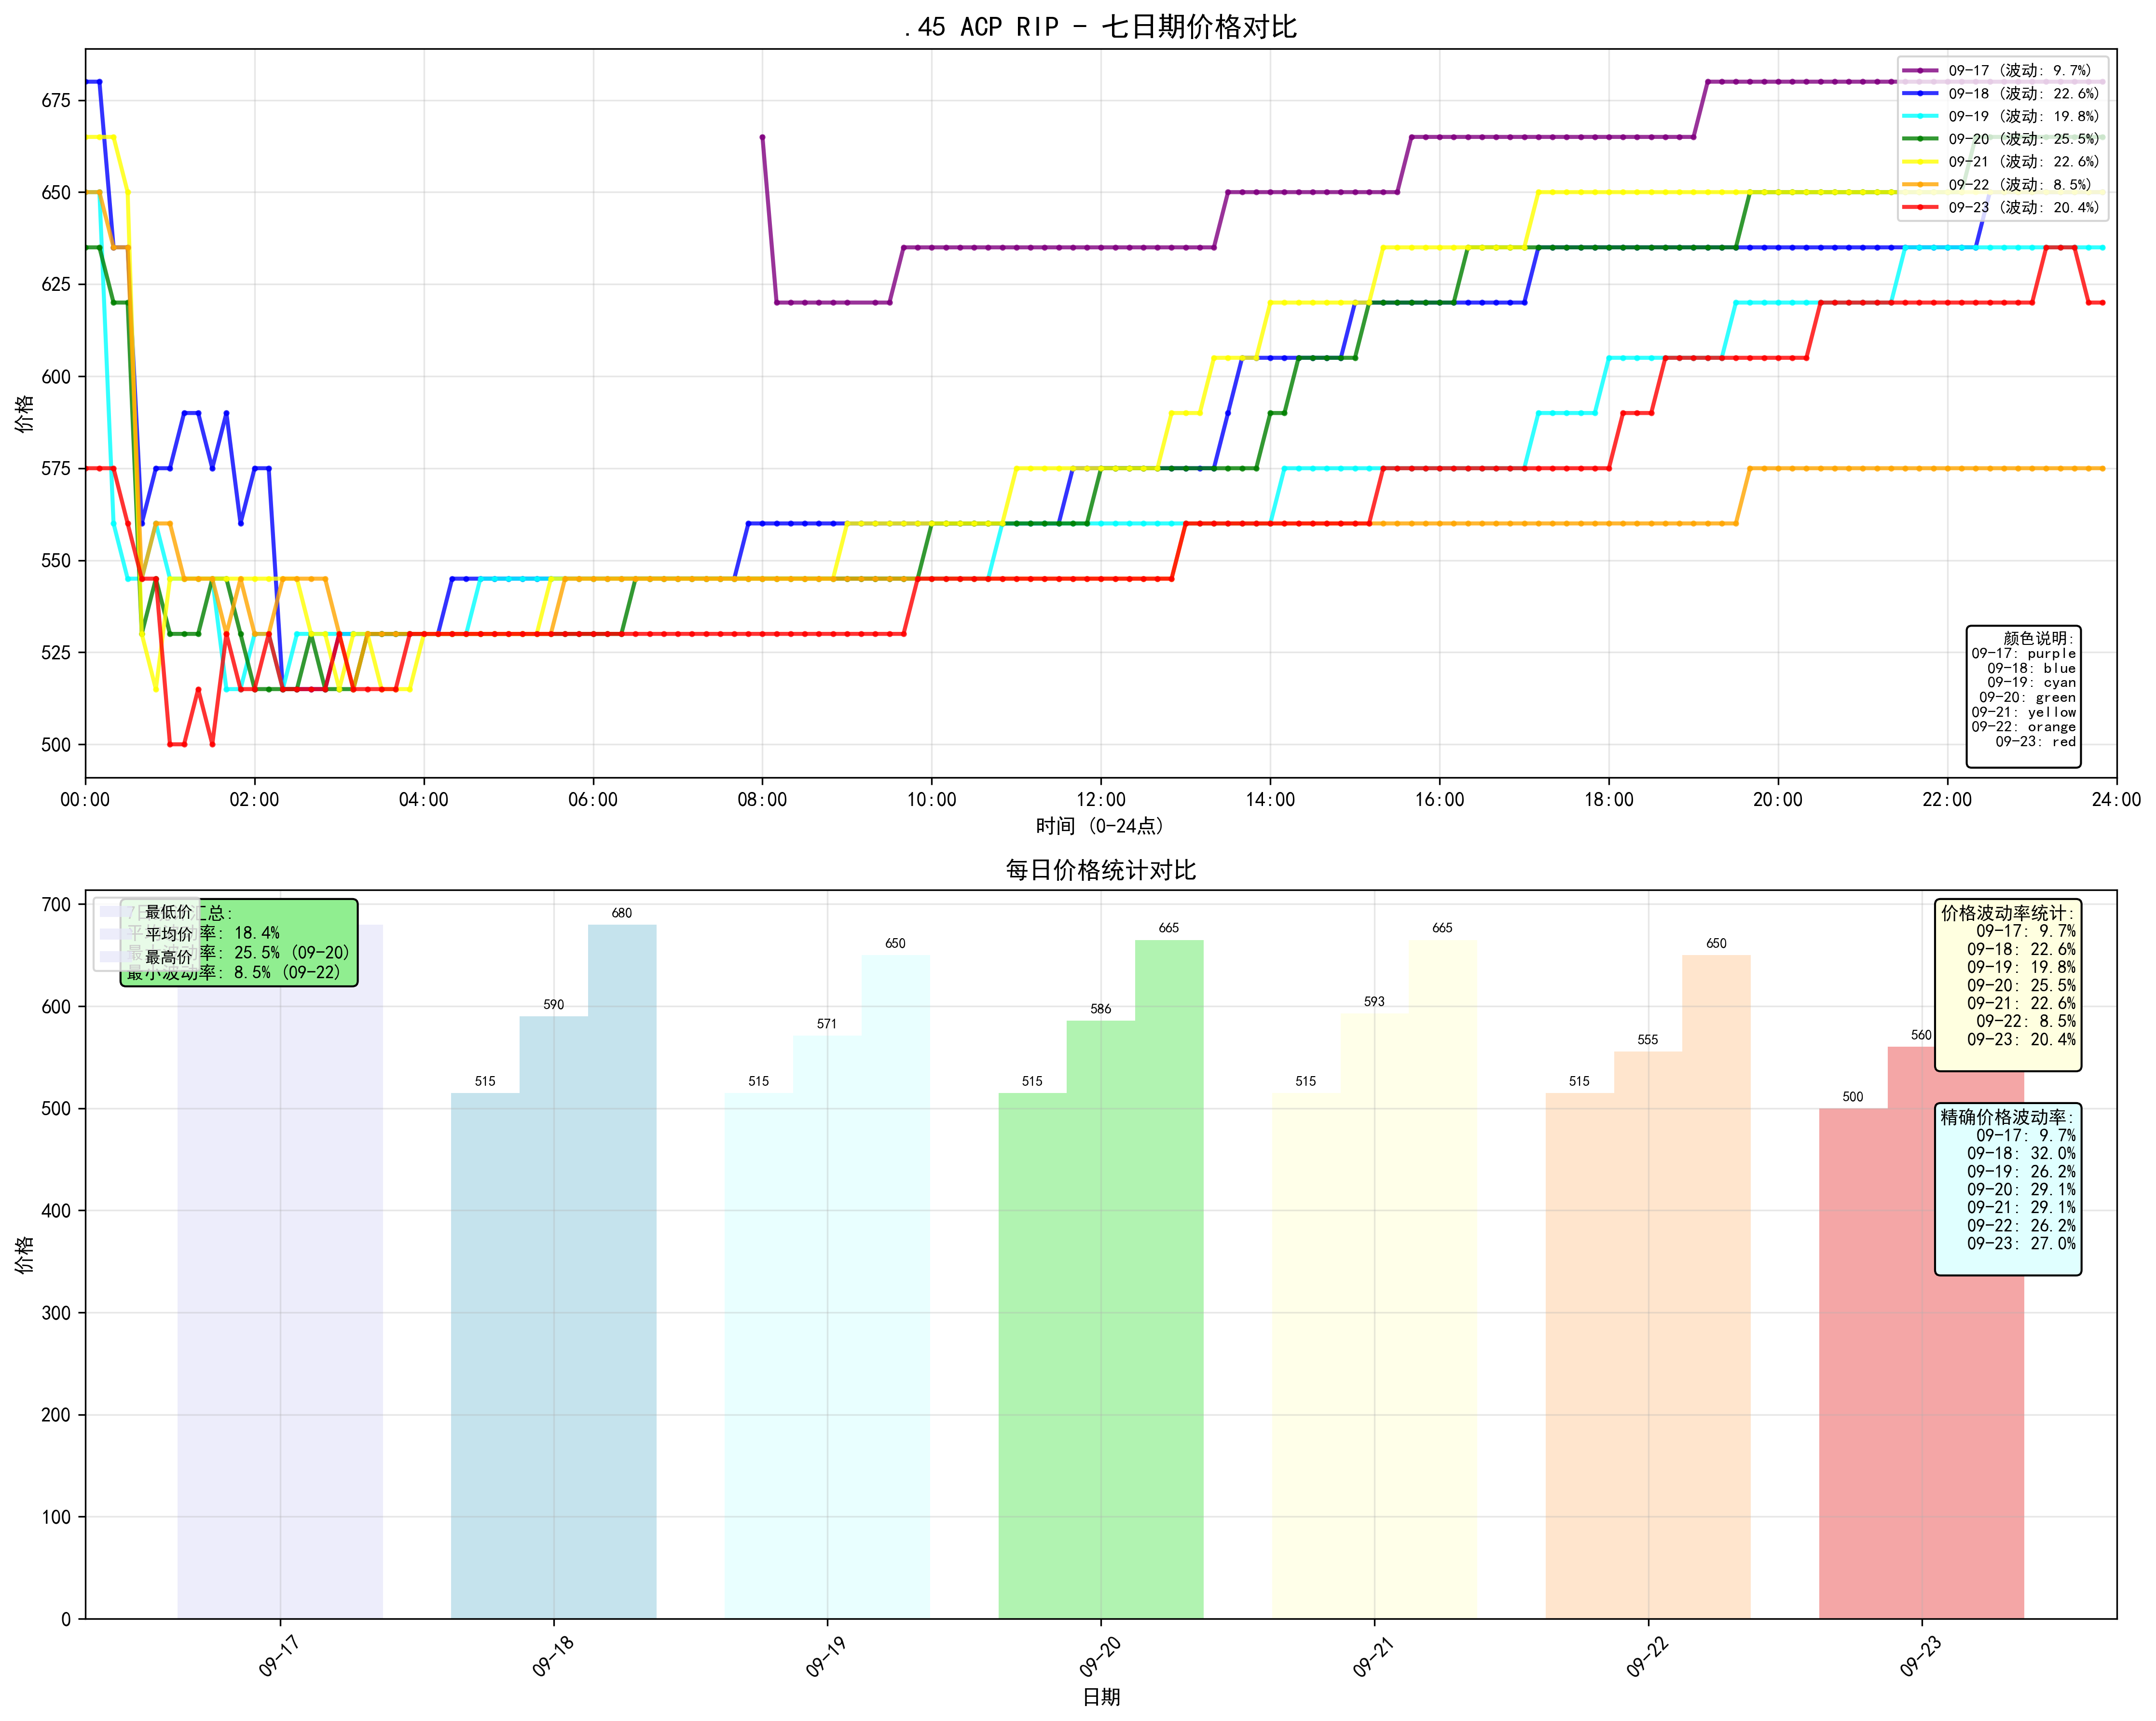 .45 ACP RIP - 七日期价格对比
价格
675
650
625
600
575
550
525
500
09-17 (波动: 9.7%)
09-18 (波动: 22.6%)
09-19 (波动: 19.8%)
09-20 (波动: 25.5%)
09-21 (波动: 22.6%)
09-22 (波动: 8.5%)
09-23 (波动: 20.4%)
颜色说明:
09-17: purple
09-18: blue
09-19: cyan
09-20: green
09-21: yellow
09-22: orange
09-23: red
00:00 02:00 04:00 06:00 08:00 10:00 12:00 14:00 16:00 18:00 20:00 22:00 24:00
时间 (0-24点)
每日价格统计对比
价格
700
600
500
400
300
200
100
0
最低价
平均价
最高价
汇总:
率: 18.4%
率: 25.5% (09-20)
最小波动率: 8.5% (09-22)
515 590 680
515 571 650
515 586 665
515 593 665
515 555 650
500 560
价格波动率统计:
09-17: 9.7%
09-18: 22.6%
09-19: 19.8%
09-20: 25.5%
09-21: 22.6%
09-22: 8.5%
09-23: 20.4%
精确价格波动率:
09-17: 9.7%
09-18: 32.0%
09-19: 26.2%
09-20: 29.1%
09-21: 29.1%
09-22: 26.2%
09-23: 27.0%
09-17 09-18 09-19 09-20 09-21 09-22 09-23
日期